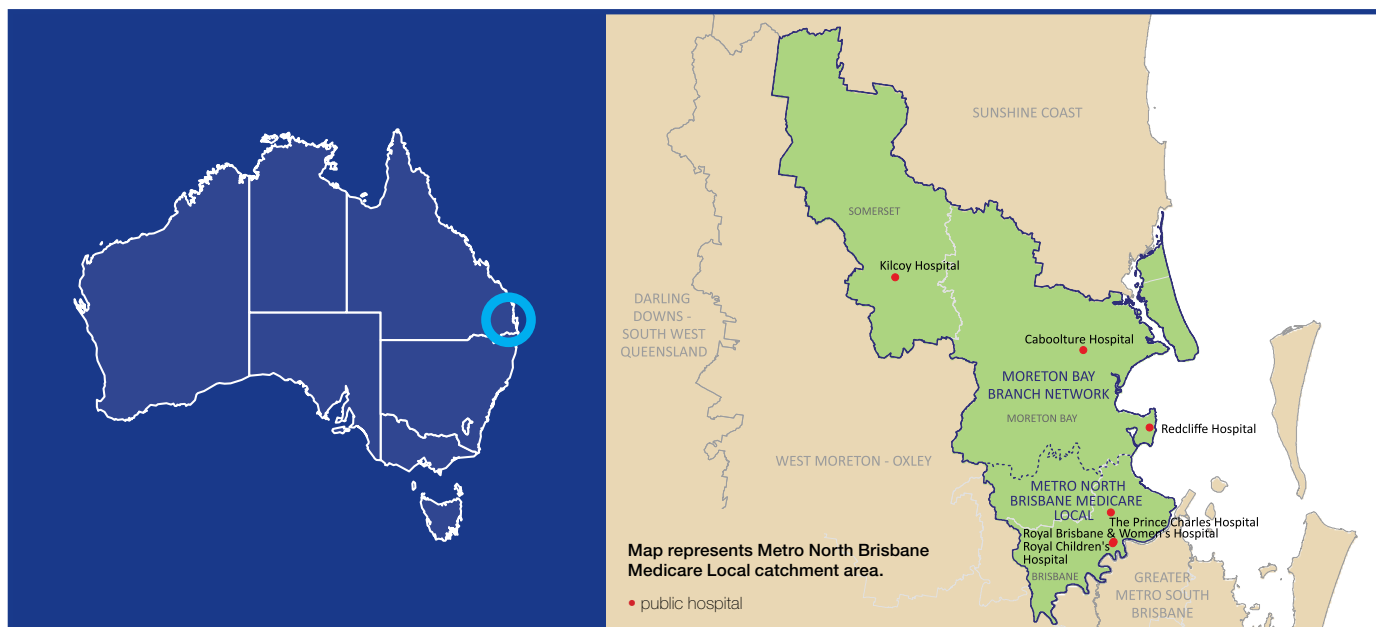 SUNSHINE COAST
SOMERSET
Kilcoy Hospital
DARLING
DOWNS -
SOUTH WEST
QUEENSLAND
Caboolture Hospital
MORETON BAY
BRANCH NETWORK
MORETON BAY
Redcliffe Hospital
WEST MORETON - OXLEY
METRO NORTH
BRISBANE MEDICARE
LOCAL
The Prince Charles Hospital
Royal Brisbane & Women's Hospital
Royal Children's
Hospital
BRISBANE
GREATER
METRO SOUTH
BRISBANE
Map represents Metro North Brisbane
Medicare Local catchment area.
public hospital